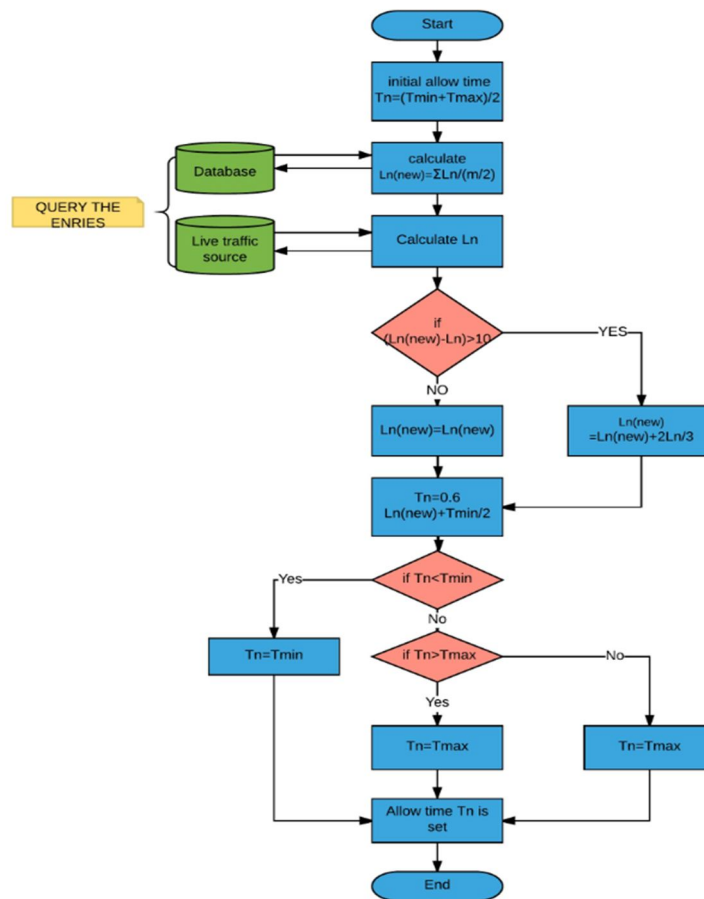 Start
initial allow time
Tn=(Tmin+Tmax)/2
Database
calculate
Ln(new)=ΣLn/(m/2)
QUERY THE
ENRIES
Live traffic
source
Calculate Ln
if
(Ln(new)-Ln)>10
YES
NO
Ln(new)=Ln(new)
Ln(new)
=Ln(new)+2Ln/3
Tn=0.6
Ln(new)+Tmin/2
Yes
if Tn<Tmin
No
Tn=Tmin
if Tn>Tmax
No
Yes
Tn=Tmax
Tn=Tmax
Allow time Tn is
set
End